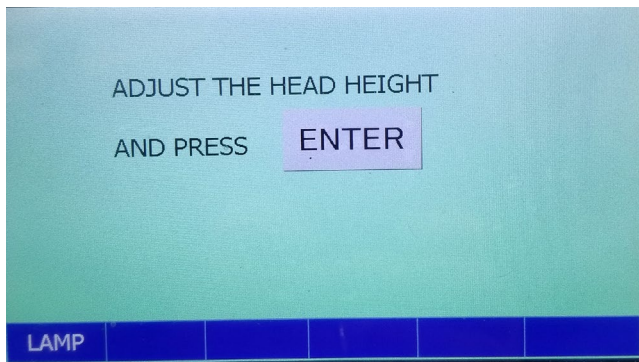 ADJUST THE HEAD HEIGHT
AND PRESS ENTER
LAMP